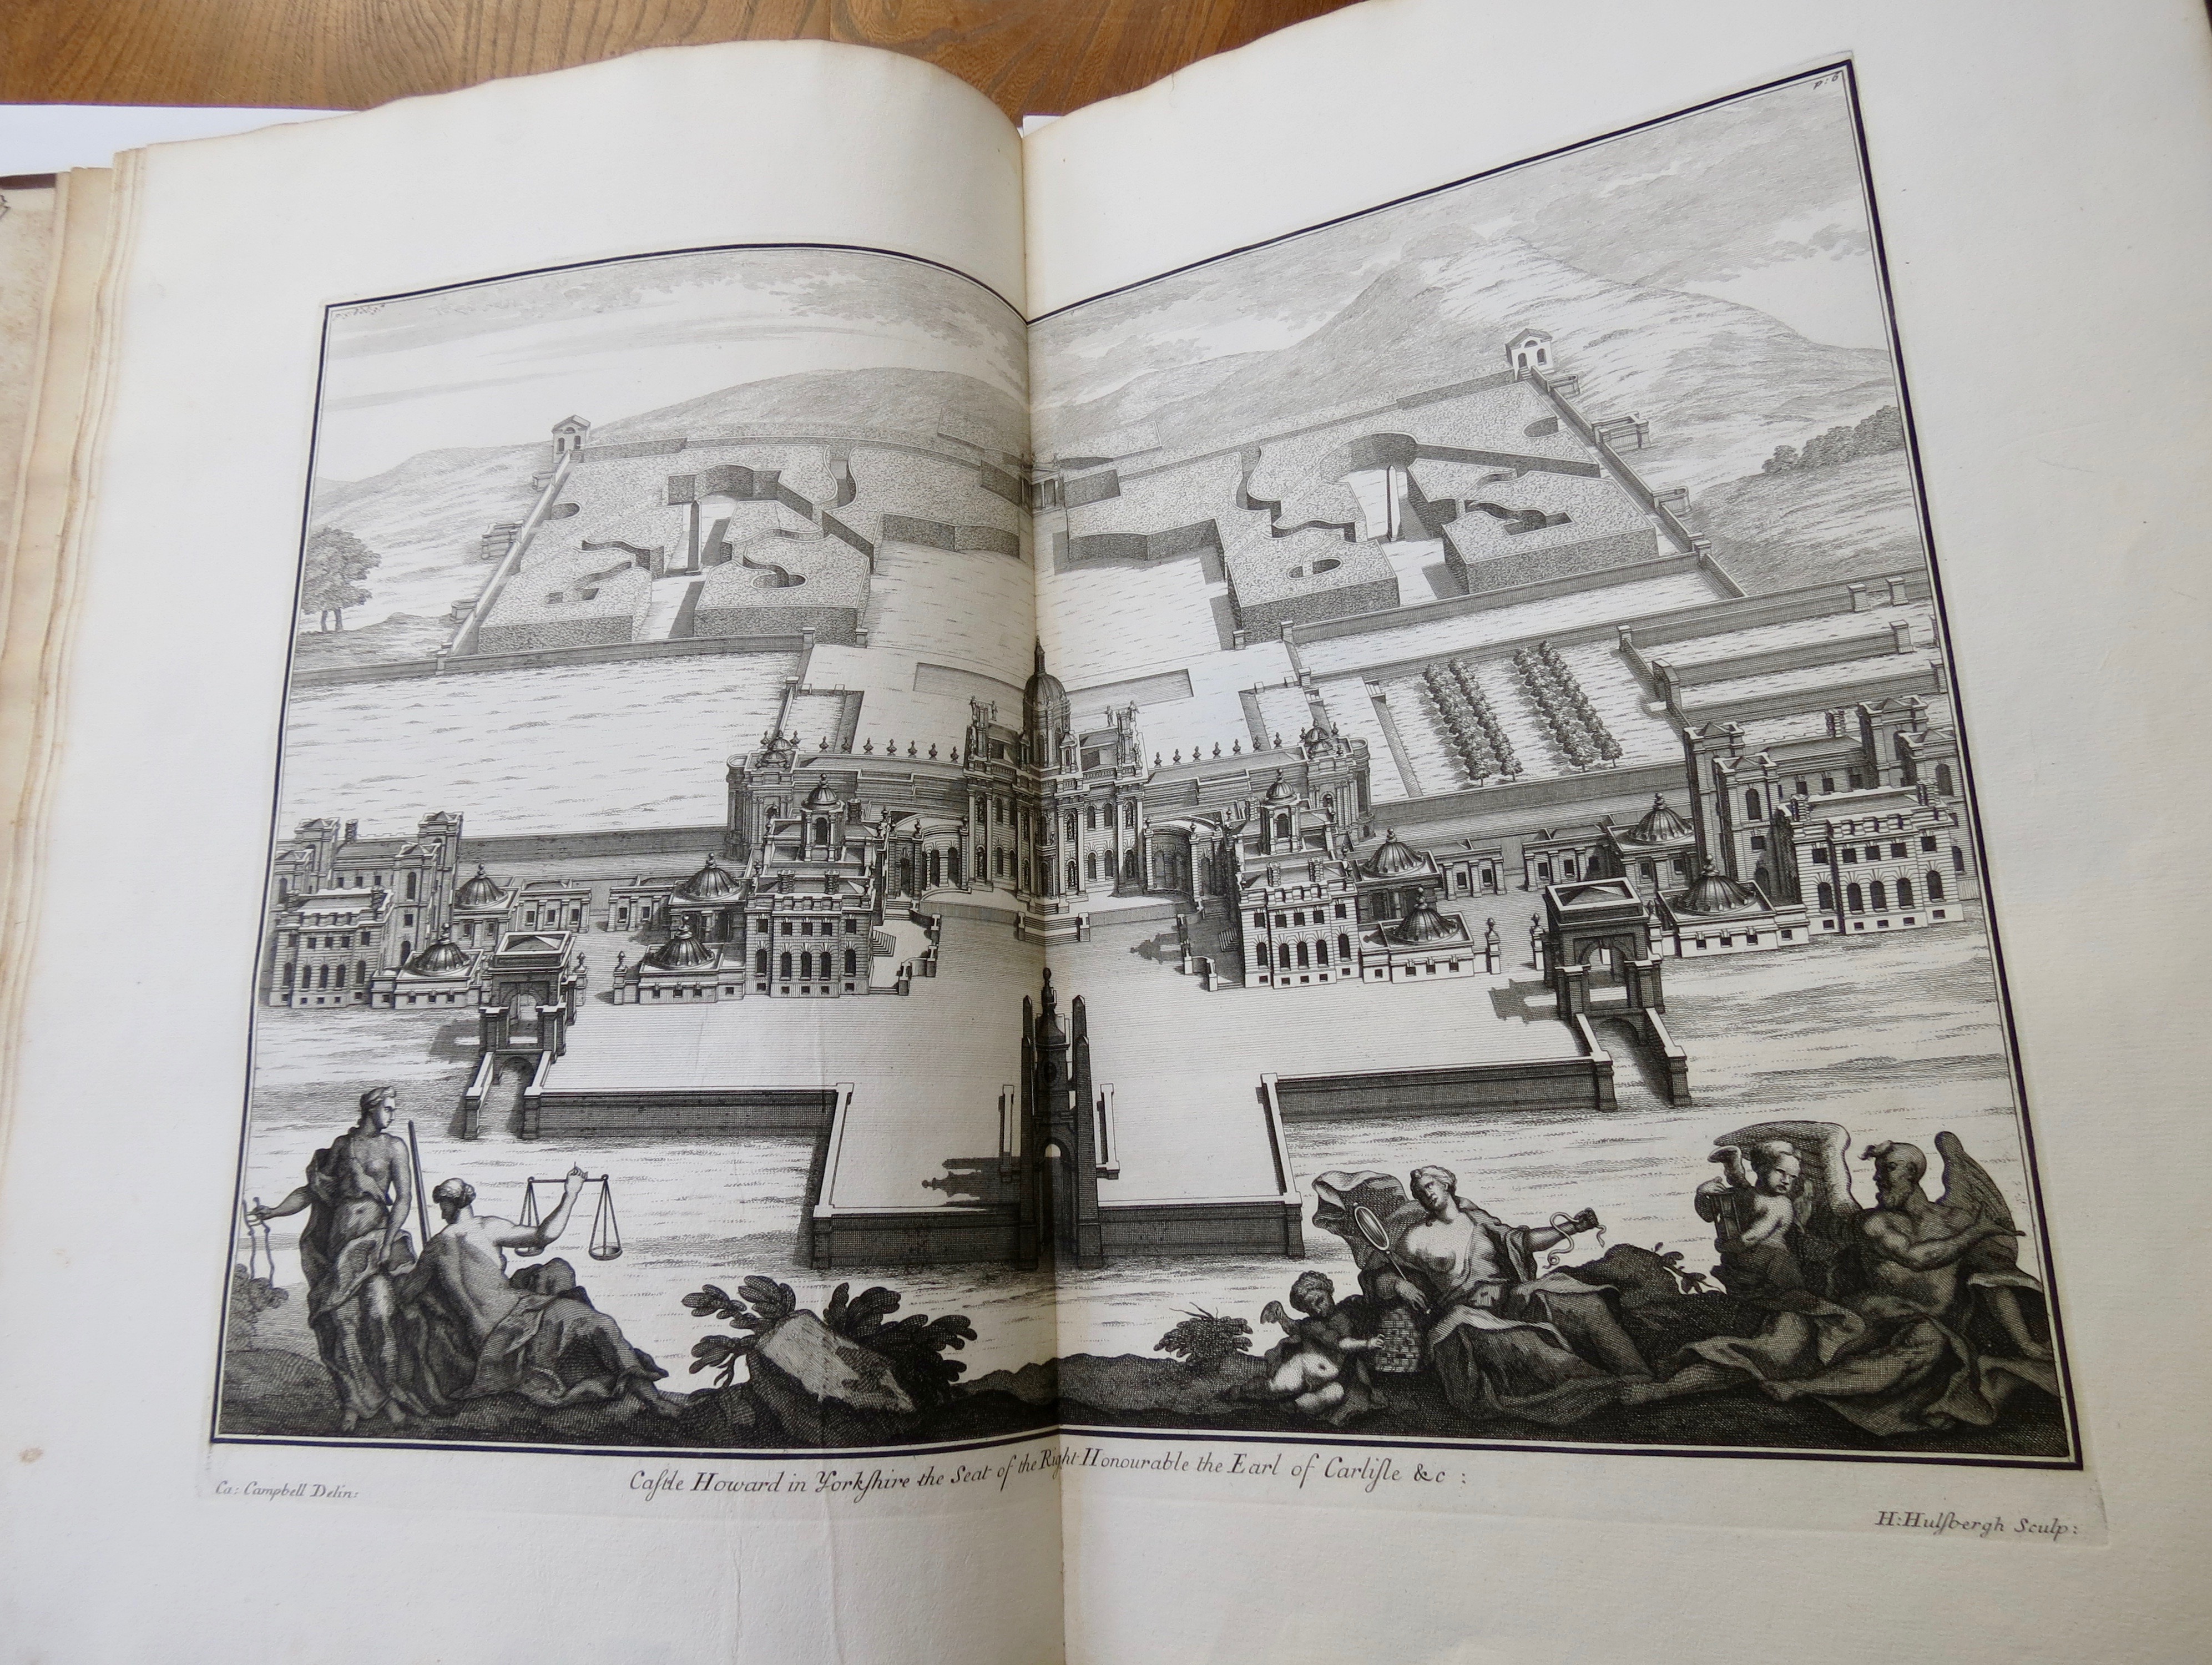 p: 6
Caſtle Howard in Yorkſhire the Seat of the Right Honourable the Earl of Carliſle &c :
Ca: Campbell Delin:
H: Hulſbergh Sculp: